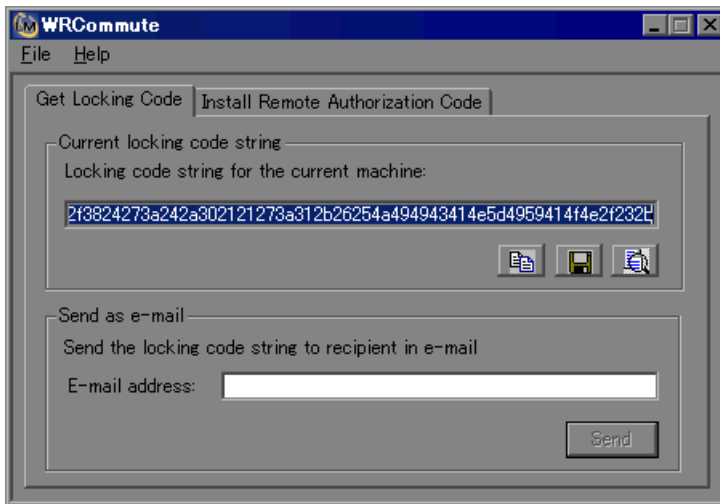 WRCommute
File Help
Get Locking Code Install Remote Authorization Code
Current locking code string
Locking code string for the current machine:
2f3824273a242a302121273a312b26254a494943414e5d4959414f4e2f232b
Send as e-mail
Send the locking code string to recipient in e-mail
E-mail address:
Send